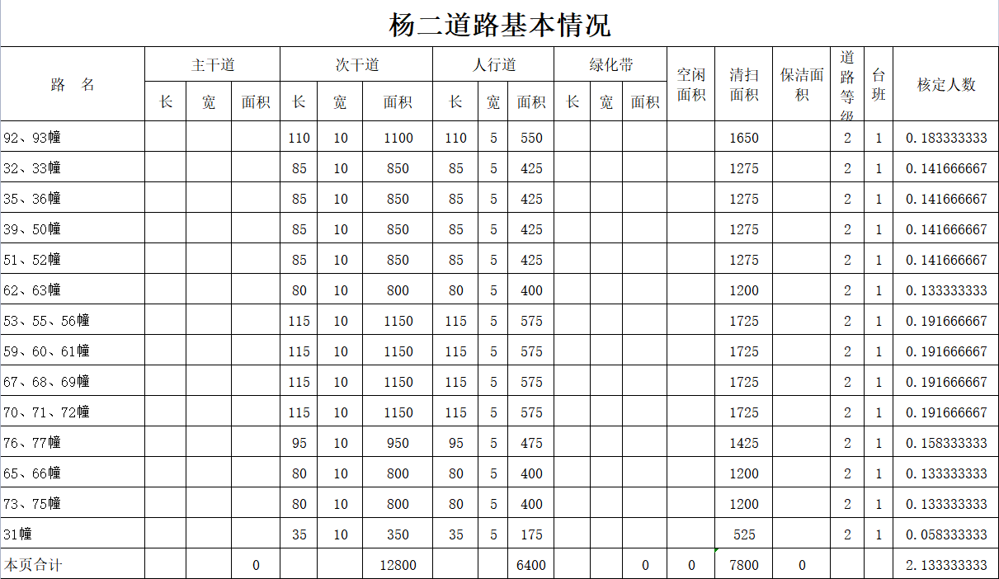 杨二道路基本情况
路 名 主干道 次干道 人行道 绿化带 空闲面积 清扫面积 保洁面积 道路等级 台班 核定人数
长 宽 面积 长 宽 面积 长 宽 面积 长 宽 面积
92、93幢 110 10 1100 110 5 550 1650 2 1 0.183333333
32、33幢 85 10 850 85 5 425 1275 2 1 0.141666667
35、36幢 85 10 850 85 5 425 1275 2 1 0.141666667
39、50幢 85 10 850 85 5 425 1275 2 1 0.141666667
51、52幢 85 10 850 85 5 425 1275 2 1 0.141666667
62、63幢 80 10 800 80 5 400 1200 2 1 0.133333333
53、55、56幢 115 10 1150 115 5 575 1725 2 1 0.191666667
59、60、61幢 115 10 1150 115 5 575 1725 2 1 0.191666667
67、68、69幢 115 10 1150 115 5 575 1725 2 1 0.191666667
70、71、72幢 115 10 1150 115 5 575 1725 2 1 0.191666667
76、77幢 95 10 950 95 5 475 1425 2 1 0.158333333
65、66幢 80 10 800 80 5 400 1200 2 1 0.133333333
73、75幢 80 10 800 80 5 400 1200 2 1 0.133333333
31幢 35 10 350 35 5 175 525 2 1 0.058333333
本页合计 0 12800 6400 0 0 7800 0 2.133333333